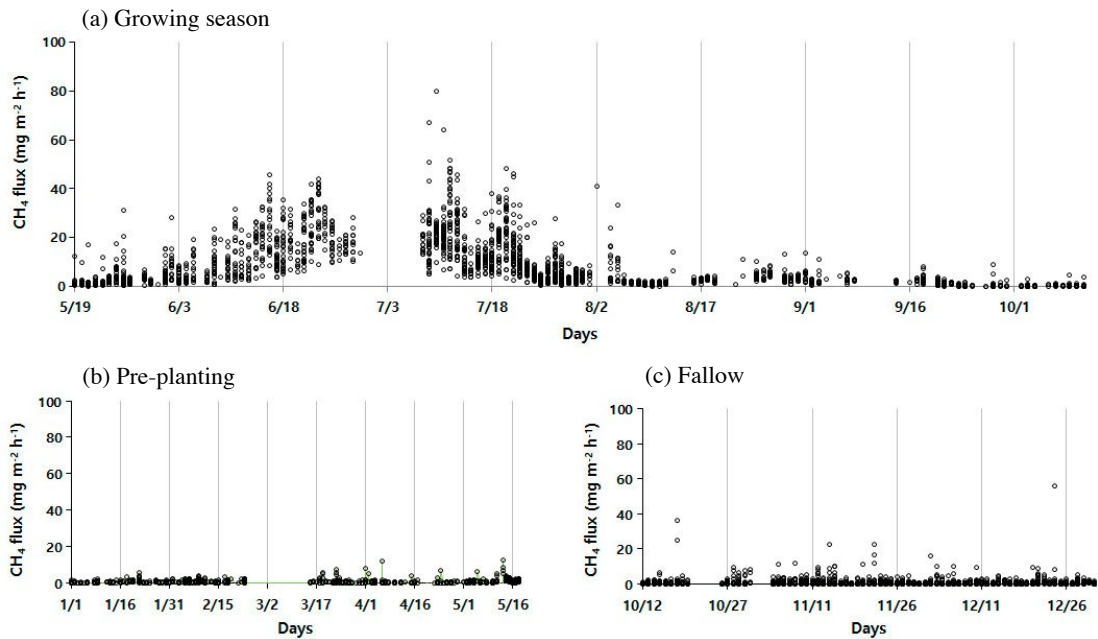 (a) Growing season
CH₄ flux (mg m⁻² h⁻¹)
100
80
60
40
20
0
5/19 6/3 6/18 7/3 7/18 8/2 8/17 9/1 9/16 10/1
Days
(b) Pre-planting
CH₄ flux (mg m⁻² h⁻¹)
100
80
60
40
20
0
1/1 1/16 1/31 2/15 3/2 3/17 4/1 4/16 5/1 5/16
Days
(c) Fallow
CH₄ flux (mg m⁻² h⁻¹)
100
80
60
40
20
0
10/12 10/27 11/11 11/26 12/11 12/26
Days